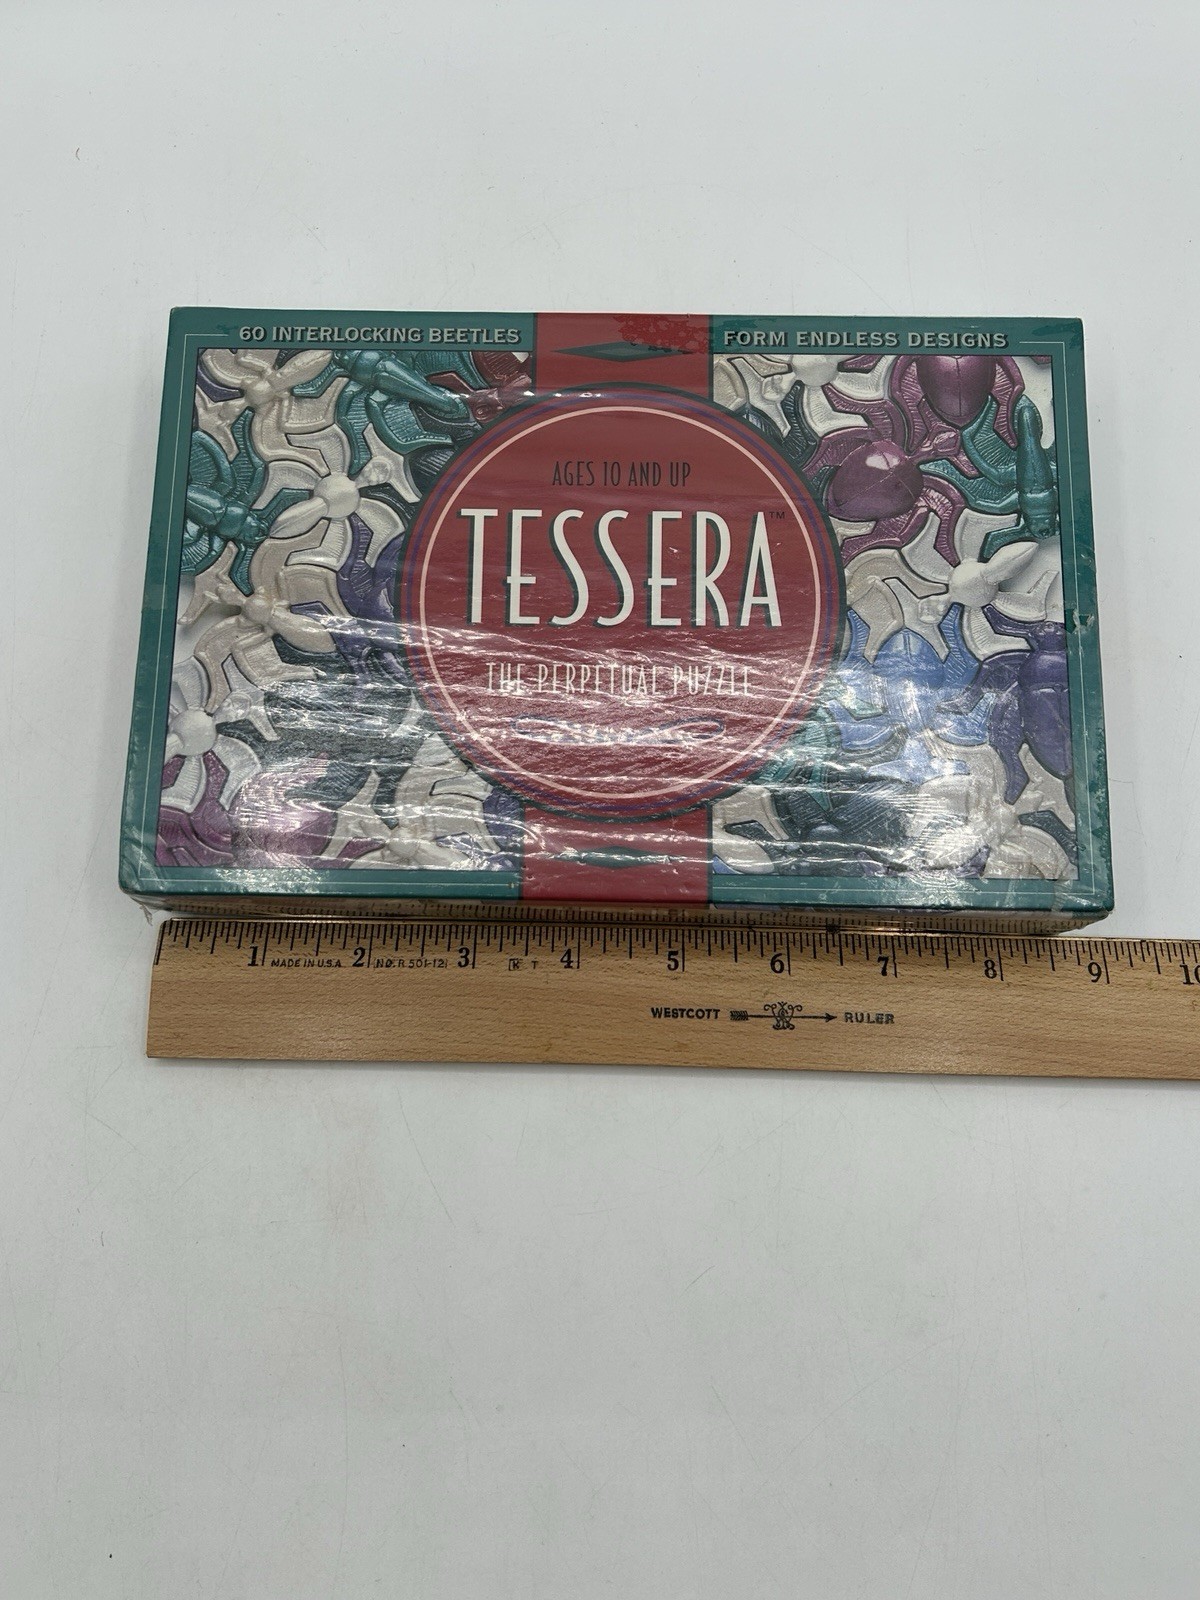 60 INTERLOCKING BEETLES
FORM ENDLESS DESIGNS
AGES 10 AND UP
TESSERA™
THE PERPETUAL PUZZLE
1 2 3 4 5 6 7 8 9 10
MADE IN U.S.A. NO. R 501-12
K T
WESTCOTT RULER